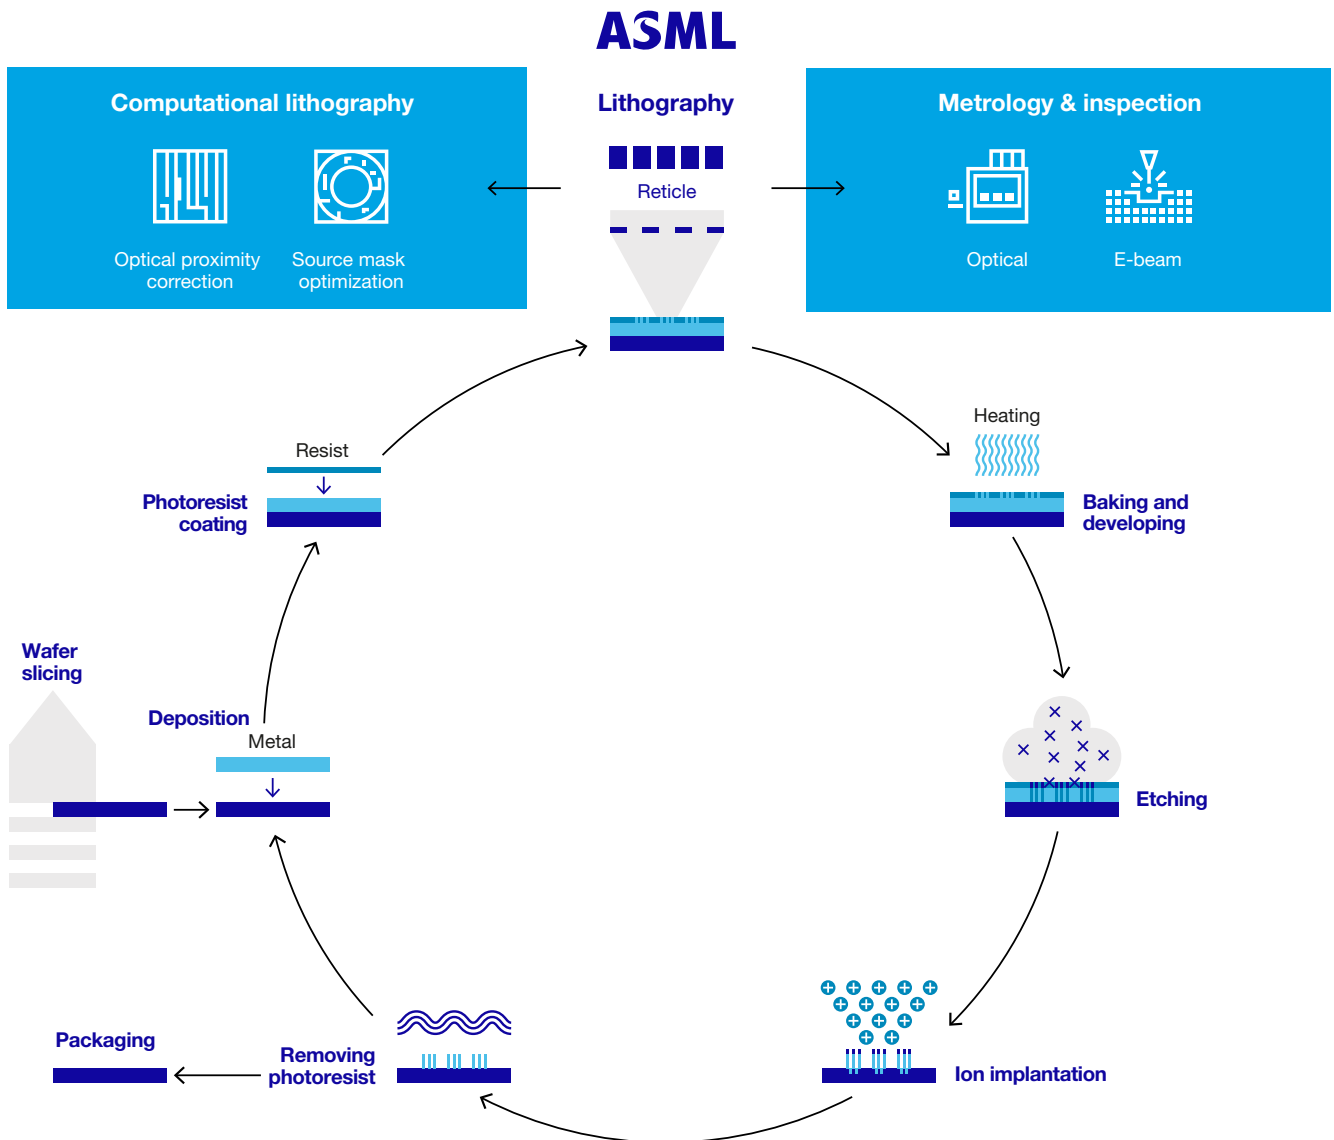 ASML
Computational lithography
Lithography
Metrology & inspection
Reticle
Optical proximity
correction
Source mask
optimization
Optical
E-beam
Heating
Resist
Photoresist
coating
Baking and
developing
Wafer
slicing
Deposition
Metal
Etching
Packaging
Removing
photoresist
Ion implantation